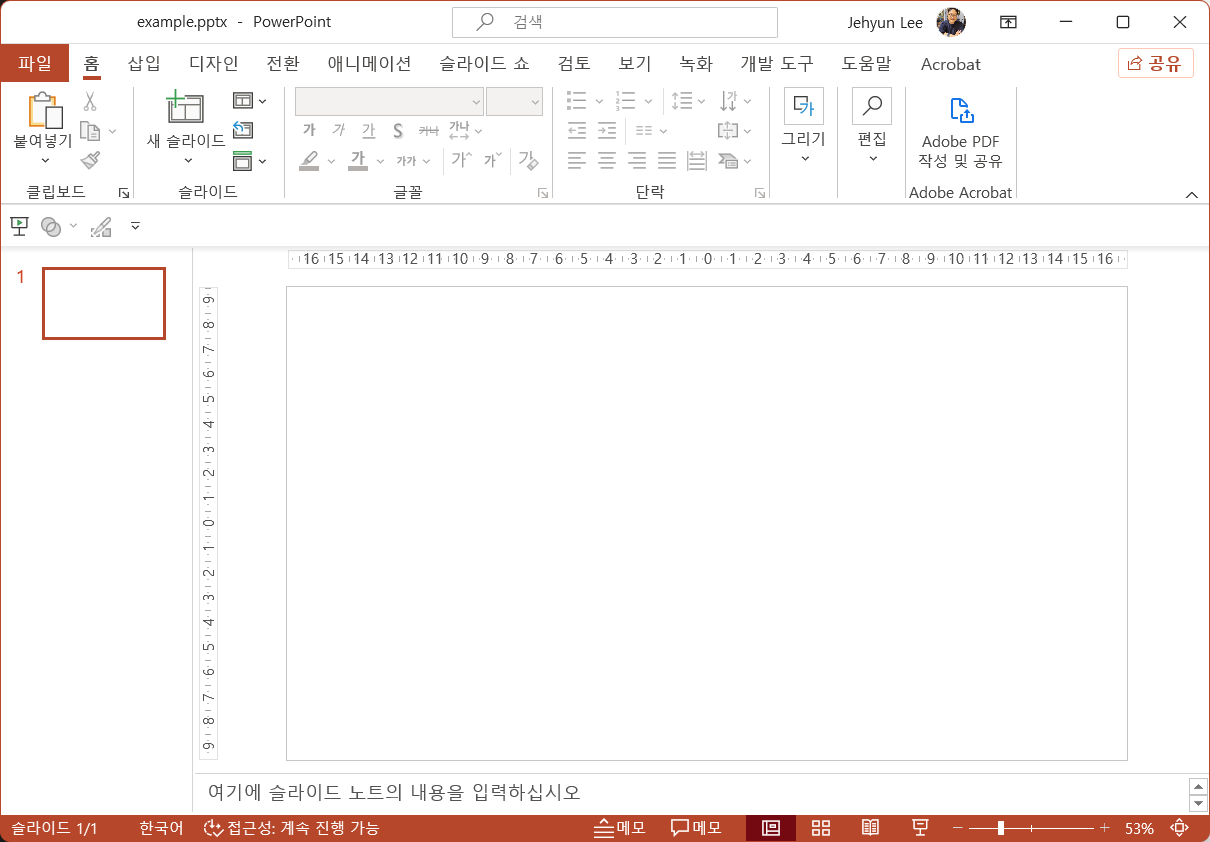 example.pptx - PowerPoint
검색
Jehyun Lee
파일 홈 삽입 디자인 전환 애니메이션 슬라이드 쇼 검토 보기 녹화 개발 도구 도움말 Acrobat 공유
붙여넣기
클립보드
새 슬라이드
슬라이드
가 가 가 S 가나 가나
가 가가 가 가 가
글꼴
단락
그리기
편집
Adobe PDF
작성 및 공유
Adobe Acrobat
1
16 15 14 13 12 11 10 9 8 7 6 5 4 3 2 1 0 1 2 3 4 5 6 7 8 9 10 11 12 13 14 15 16
9
8
7
6
5
4
3
2
1
0
1
2
3
4
5
6
7
8
9
여기에 슬라이드 노트의 내용을 입력하십시오
슬라이드 1/1 한국어 접근성: 계속 진행 가능 메모 메모 53%